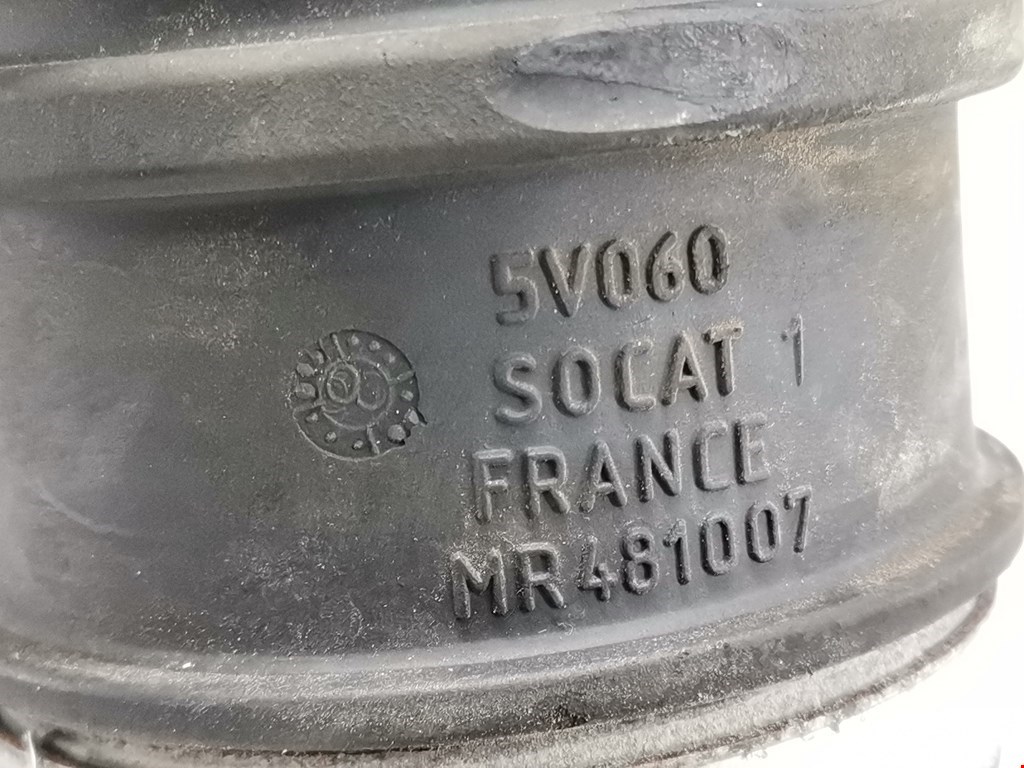 5V060
SOCAT 1
FRANCE
MR481007